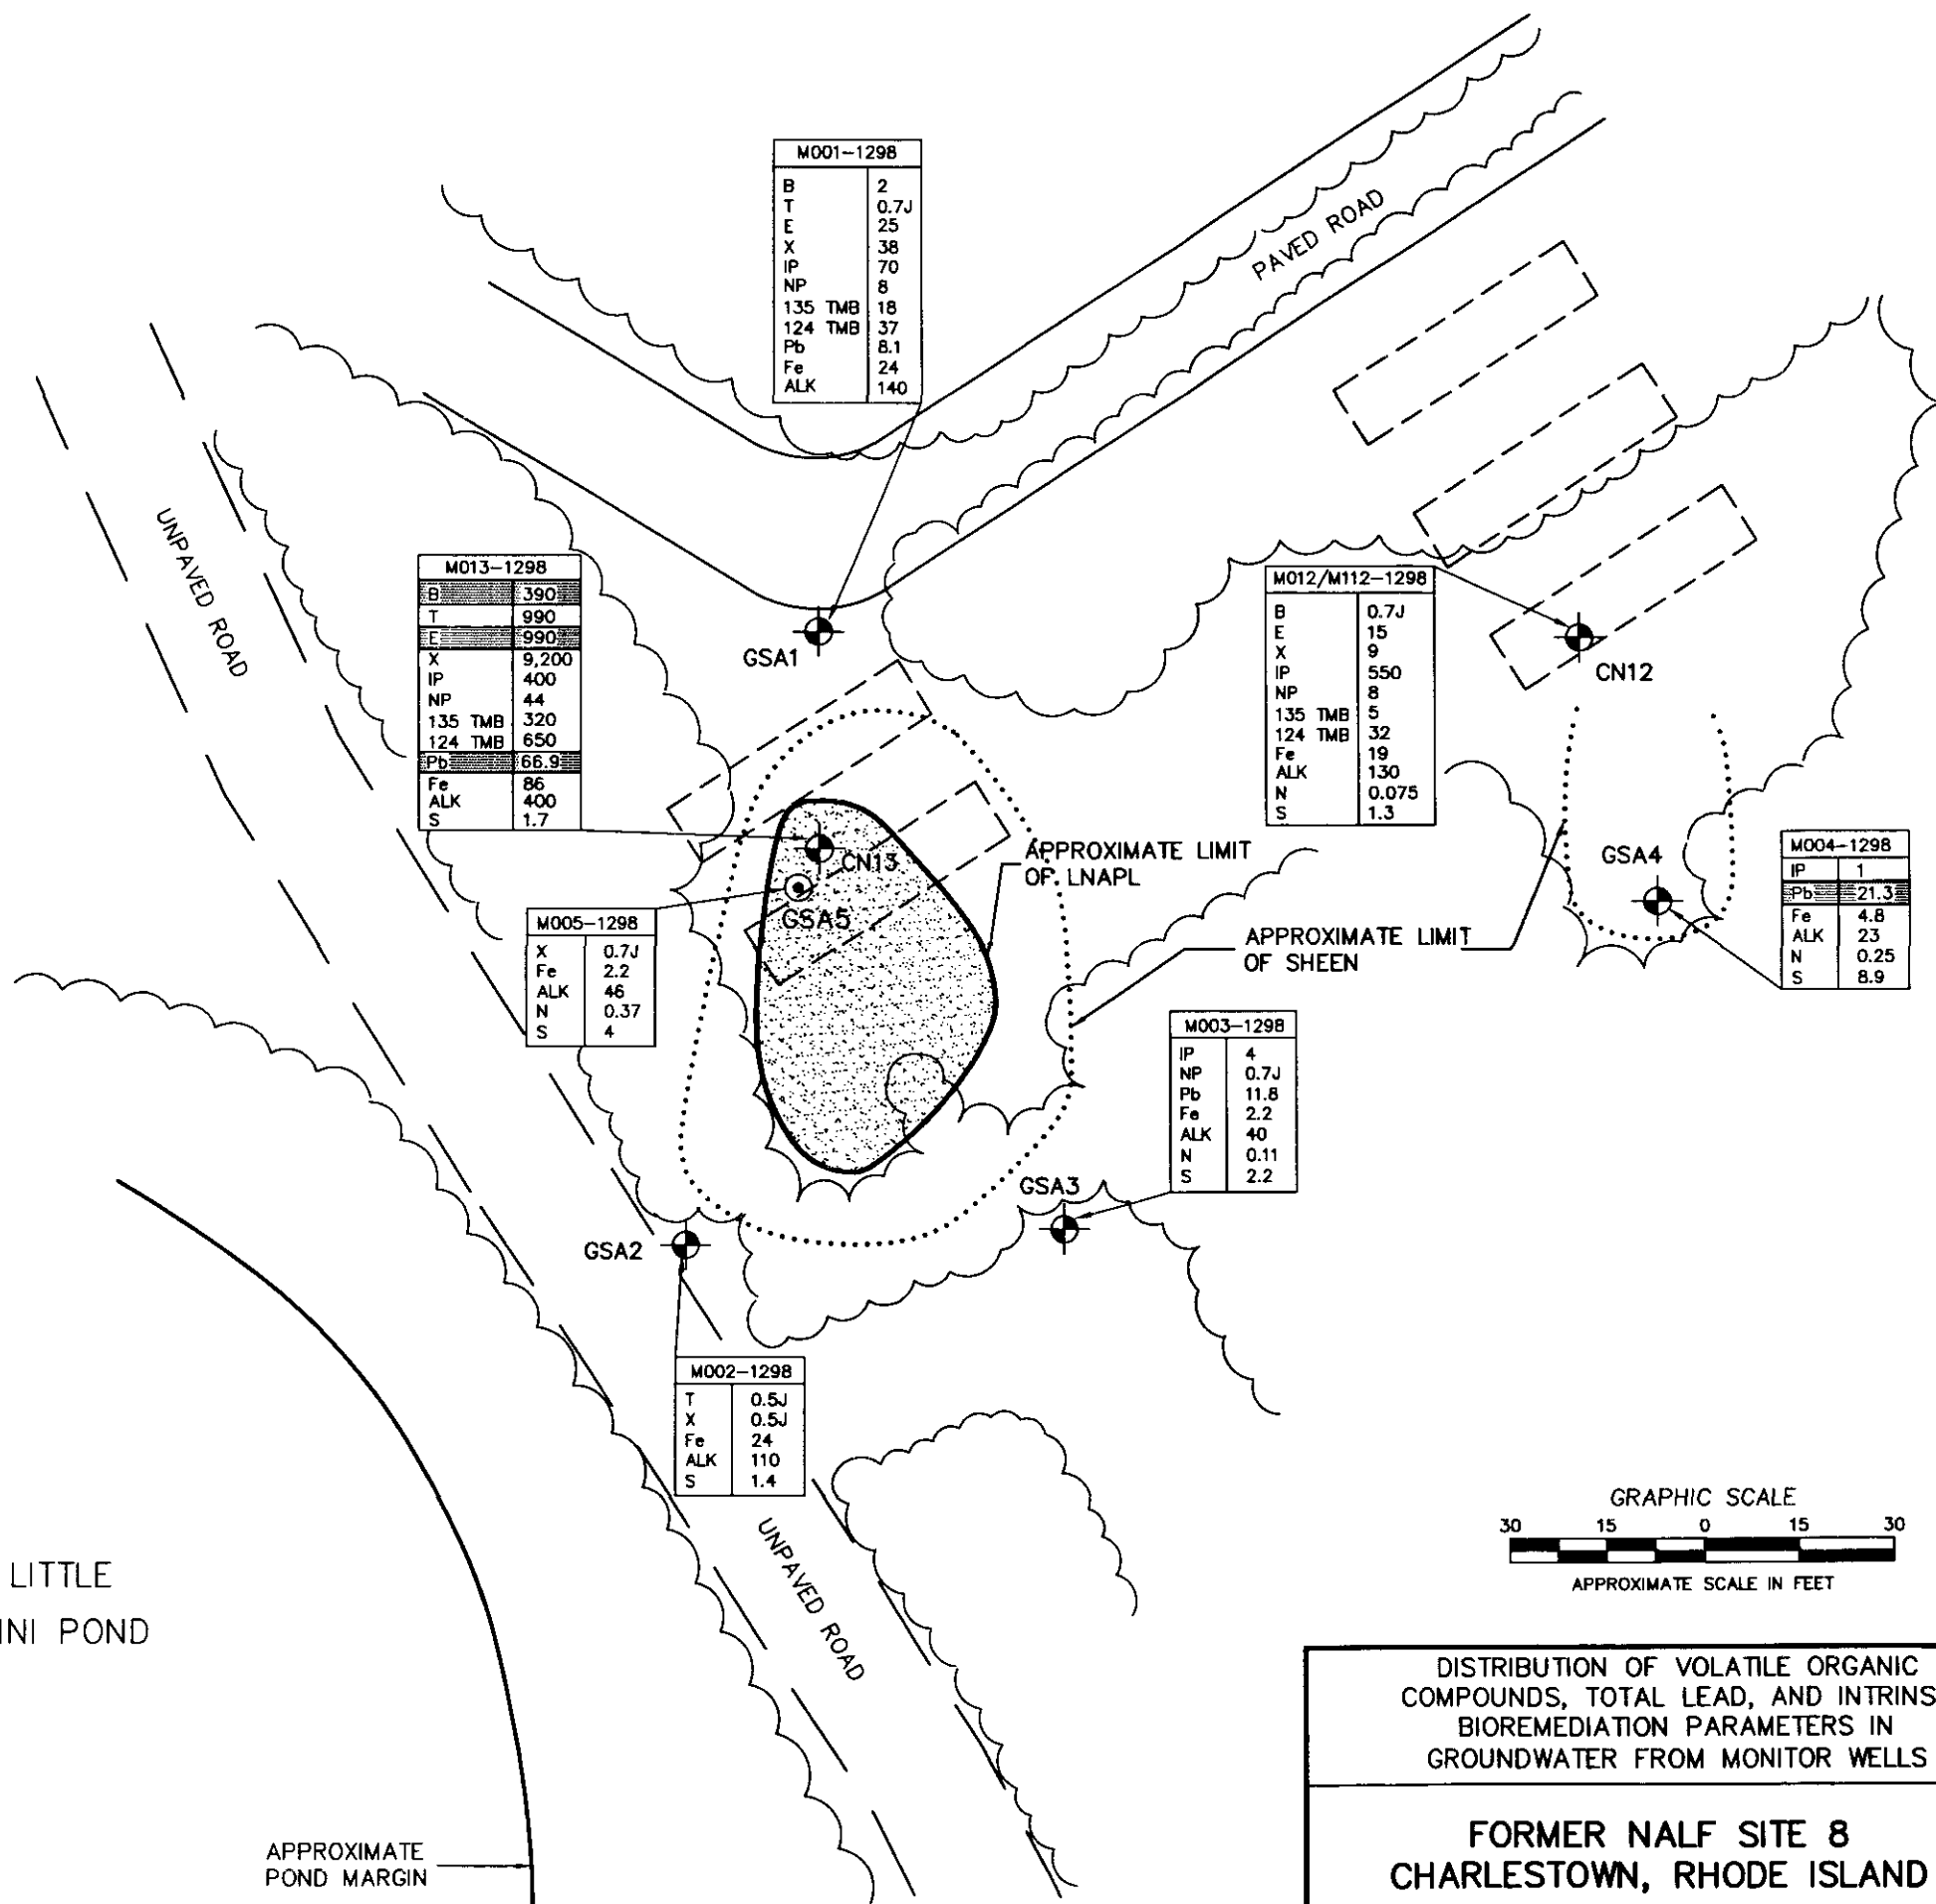 M001-1298
B 2
T 0.7J
E 25
X 38
IP 70
NP 8
135 TMB 18
124 TMB 37
Pb 8.1
Fe 24
ALK 140
PAVED ROAD
UNPAVED ROAD
M013-1298
B 390
T 990
E 990
X 9,200
IP 400
NP 44
135 TMB 320
124 TMB 650
Pb 66.9
Fe 86
ALK 400
S 1.7
GSA1
M012/M112-1298
B 0.7J
E 15
X 9
IP 550
NP 8
135 TMB 5
124 TMB 32
Fe 19
ALK 130
N 0.075
S 1.3
CN12
CN13
GSA5
APPROXIMATE LIMIT
OF LNAPL
GSA4
M004-1298
IP 1
Pb 21.3
Fe 4.8
ALK 23
N 0.25
S 8.9
M005-1298
X 0.7J
Fe 2.2
ALK 46
N 0.37
S 4
APPROXIMATE LIMIT
OF SHEEN
M003-1298
IP 4
NP 0.7J
Pb 11.8
Fe 2.2
ALK 40
N 0.11
S 2.2
GSA3
GSA2
M002-1298
T 0.5J
X 0.5J
Fe 24
ALK 110
S 1.4
UNPAVED ROAD
GRAPHIC SCALE
30 15 0 15 30
APPROXIMATE SCALE IN FEET
LITTLE
INI POND
APPROXIMATE
POND MARGIN
DISTRIBUTION OF VOLATILE ORGANIC
COMPOUNDS, TOTAL LEAD, AND INTRINS
BIOREMEDIATION PARAMETERS IN
GROUNDWATER FROM MONITOR WELLS
FORMER NALF SITE 8
CHARLESTOWN, RHODE ISLAND